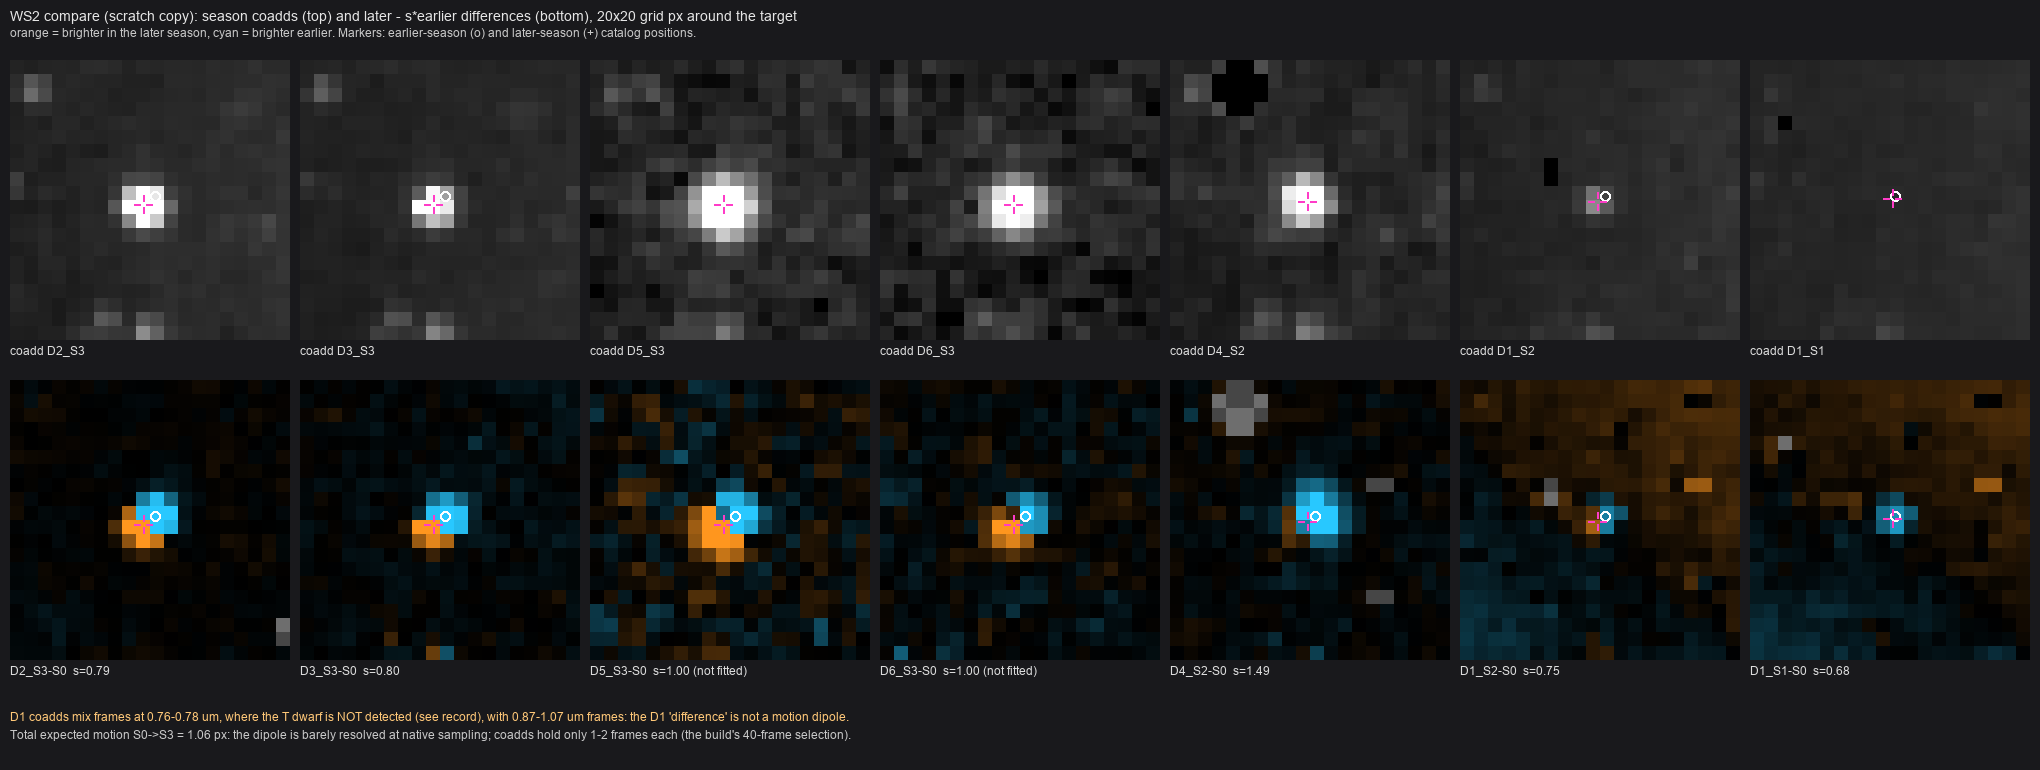 WS2 compare (scratch copy): season coadds (top) and later - s*earlier differences (bottom), 20x20 grid px around the target
orange = brighter in the later season, cyan = brighter earlier. Markers: earlier-season (o) and later-season (+) catalog positions.
coadd D2_S3
coadd D3_S3
coadd D5_S3
coadd D6_S3
coadd D4_S2
coadd D1_S2
coadd D1_S1
D2_S3-S0 s=0.79
D3_S3-S0 s=0.80
D5_S3-S0 s=1.00 (not fitted)
D6_S3-S0 s=1.00 (not fitted)
D4_S2-S0 s=1.49
D1_S2-S0 s=0.75
D1_S1-S0 s=0.68
D1 coadds mix frames at 0.76-0.78 um, where the T dwarf is NOT detected (see record), with 0.87-1.07 um frames: the D1 'difference' is not a motion dipole.
Total expected motion S0->S3 = 1.06 px: the dipole is barely resolved at native sampling; coadds hold only 1-2 frames each (the build's 40-frame selection).